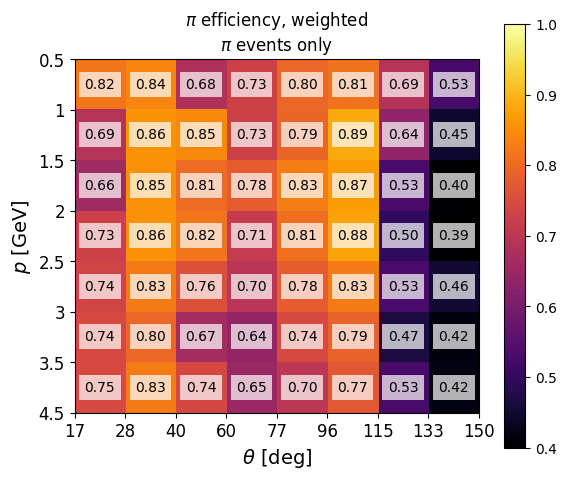 π efficiency, weighted
π events only
0.5
0.82 0.84 0.68 0.73 0.80 0.81 0.69 0.53
1
0.69 0.86 0.85 0.73 0.79 0.89 0.64 0.45
1.5
0.66 0.85 0.81 0.78 0.83 0.87 0.53 0.40
2
0.73 0.86 0.82 0.71 0.81 0.88 0.50 0.39
2.5
0.74 0.83 0.76 0.70 0.78 0.83 0.53 0.46
3
0.74 0.80 0.67 0.64 0.74 0.79 0.47 0.42
3.5
0.75 0.83 0.74 0.65 0.70 0.77 0.53 0.42
4.5
p [GeV]
17 28 40 60 77 96 115 133 150
θ [deg]
1.0
0.9
0.8
0.7
0.6
0.5
0.4